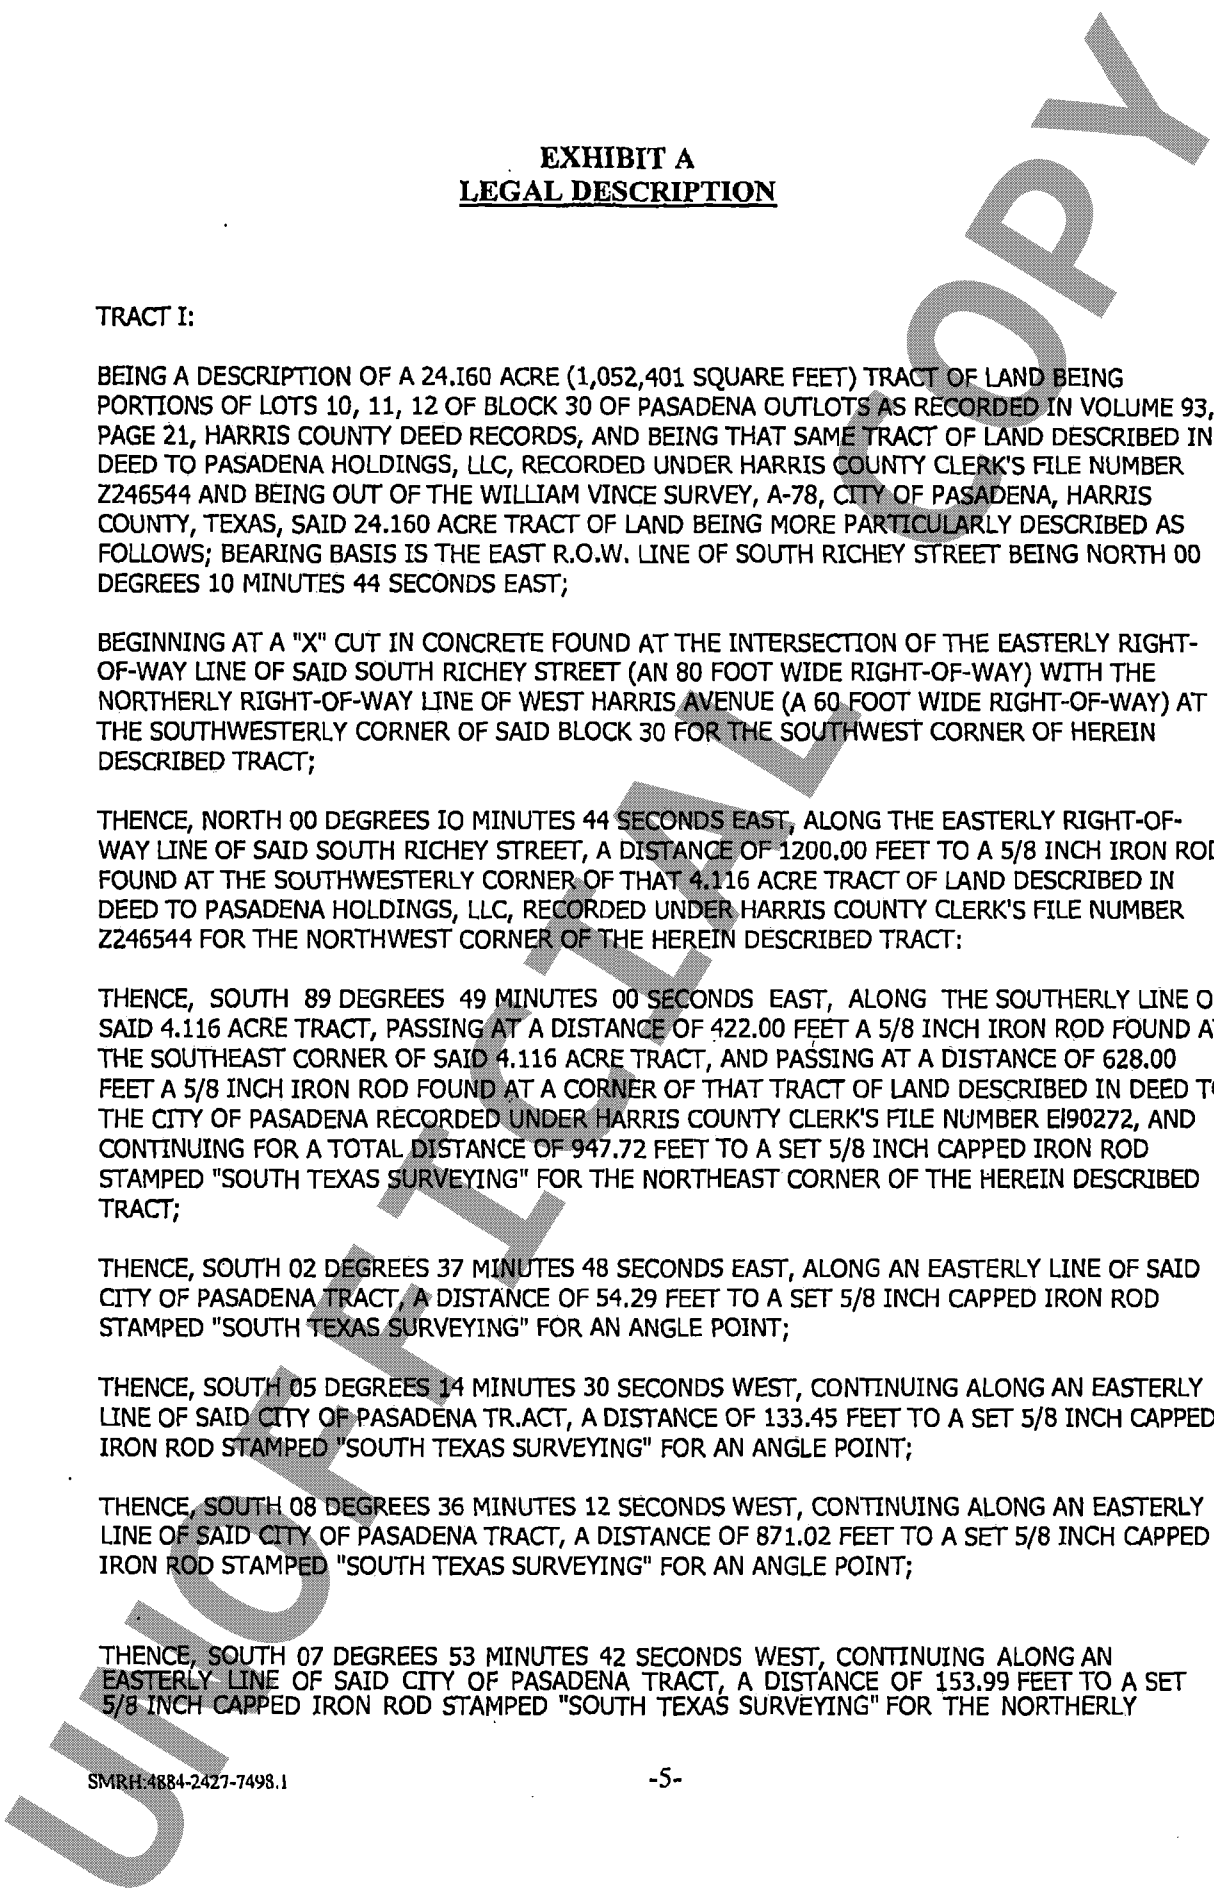 EXHIBIT A
LEGAL DESCRIPTION
TRACT I:
BEING A DESCRIPTION OF A 24.I60 ACRE (1,052,401 SQUARE FEET) TRACT OF LAND BEING
PORTIONS OF LOTS 10, 11, 12 OF BLOCK 30 OF PASADENA OUTLOTS AS RECORDED IN VOLUME 93,
PAGE 21, HARRIS COUNTY DEED RECORDS, AND BEING THAT SAME TRACT OF LAND DESCRIBED IN
DEED TO PASADENA HOLDINGS, LLC, RECORDED UNDER HARRIS COUNTY CLERK'S FILE NUMBER
Z246544 AND BEING OUT OF THE WILLIAM VINCE SURVEY, A-78, CITY OF PASADENA, HARRIS
COUNTY, TEXAS, SAID 24.160 ACRE TRACT OF LAND BEING MORE PARTICULARLY DESCRIBED AS
FOLLOWS; BEARING BASIS IS THE EAST R.O.W. LINE OF SOUTH RICHEY STREET BEING NORTH 00
DEGREES 10 MINUTES 44 SECONDS EAST;
BEGINNING AT A "X" CUT IN CONCRETE FOUND AT THE INTERSECTION OF THE EASTERLY RIGHT-
OF-WAY LINE OF SAID SOUTH RICHEY STREET (AN 80 FOOT WIDE RIGHT-OF-WAY) WITH THE
NORTHERLY RIGHT-OF-WAY LINE OF WEST HARRIS AVENUE (A 60 FOOT WIDE RIGHT-OF-WAY) AT
THE SOUTHWESTERLY CORNER OF SAID BLOCK 30 FOR THE SOUTHWEST CORNER OF HEREIN
DESCRIBED TRACT;
THENCE, NORTH 00 DEGREES IO MINUTES 44 SECONDS EAST, ALONG THE EASTERLY RIGHT-OF-
WAY LINE OF SAID SOUTH RICHEY STREET, A DISTANCE OF 1200.00 FEET TO A 5/8 INCH IRON ROD
FOUND AT THE SOUTHWESTERLY CORNER OF THAT 4.116 ACRE TRACT OF LAND DESCRIBED IN
DEED TO PASADENA HOLDINGS, LLC, RECORDED UNDER HARRIS COUNTY CLERK'S FILE NUMBER
Z246544 FOR THE NORTHWEST CORNER OF THE HEREIN DESCRIBED TRACT:
THENCE, SOUTH 89 DEGREES 49 MINUTES 00 SECONDS EAST, ALONG THE SOUTHERLY LINE O
SAID 4.116 ACRE TRACT, PASSING AT A DISTANCE OF 422.00 FEET A 5/8 INCH IRON ROD FOUND A
THE SOUTHEAST CORNER OF SAID 4.116 ACRE TRACT, AND PASSING AT A DISTANCE OF 628.00
FEET A 5/8 INCH IRON ROD FOUND AT A CORNER OF THAT TRACT OF LAND DESCRIBED IN DEED TO
THE CITY OF PASADENA RECORDED UNDER HARRIS COUNTY CLERK'S FILE NUMBER EI90272, AND
CONTINUING FOR A TOTAL DISTANCE OF 947.72 FEET TO A SET 5/8 INCH CAPPED IRON ROD
STAMPED "SOUTH TEXAS SURVEYING" FOR THE NORTHEAST CORNER OF THE HEREIN DESCRIBED
TRACT;
THENCE, SOUTH 02 DEGREES 37 MINUTES 48 SECONDS EAST, ALONG AN EASTERLY LINE OF SAID
CITY OF PASADENA TRACT, A DISTANCE OF 54.29 FEET TO A SET 5/8 INCH CAPPED IRON ROD
STAMPED "SOUTH TEXAS SURVEYING" FOR AN ANGLE POINT;
THENCE, SOUTH 05 DEGREES 14 MINUTES 30 SECONDS WEST, CONTINUING ALONG AN EASTERLY
LINE OF SAID CITY OF PASADENA TR.ACT, A DISTANCE OF 133.45 FEET TO A SET 5/8 INCH CAPPED
IRON ROD STAMPED "SOUTH TEXAS SURVEYING" FOR AN ANGLE POINT;
THENCE, SOUTH 08 DEGREES 36 MINUTES 12 SECONDS WEST, CONTINUING ALONG AN EASTERLY
LINE OF SAID CITY OF PASADENA TRACT, A DISTANCE OF 871.02 FEET TO A SET 5/8 INCH CAPPED
IRON ROD STAMPED "SOUTH TEXAS SURVEYING" FOR AN ANGLE POINT;
THENCE, SOUTH 07 DEGREES 53 MINUTES 42 SECONDS WEST, CONTINUING ALONG AN
EASTERLY LINE OF SAID CITY OF PASADENA TRACT, A DISTANCE OF 153.99 FEET TO A SET
5/8 INCH CAPPED IRON ROD STAMPED "SOUTH TEXAS SURVEYING" FOR THE NORTHERLY
SMRH:4884-2427-7498.1
-5-
UNOFFICIAL COPY